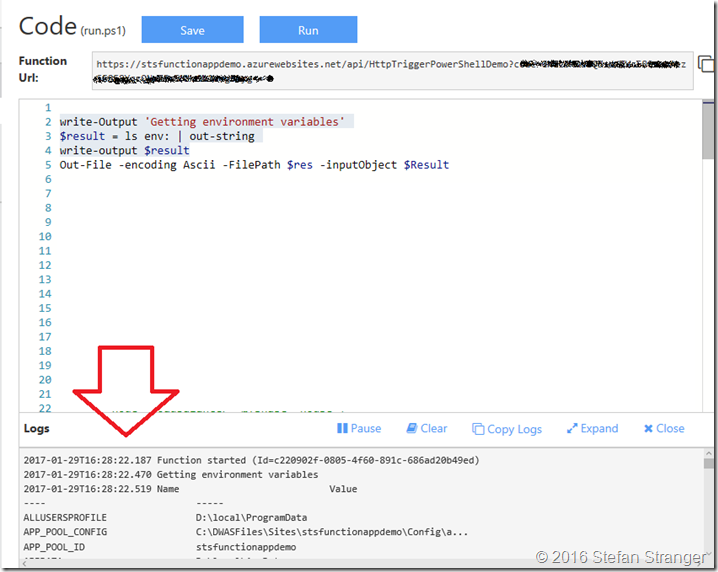 Code (run.ps1)
Save
Run
Function
Url:
https://stsfunctionappdemo.azurewebsites.net/api/HttpTriggerPowerShellDemo?c
1
2 write-Output 'Getting environment variables'
3 $result = ls env: | out-string
4 write-output $result
5 Out-File -encoding Ascii -FilePath $res -inputObject $Result
6
7
8
9
10
11
12
13
14
15
16
17
18
19
20
21
22
Logs
Pause
Clear
Copy Logs
Expand
Close
2017-01-29T16:28:22.187 Function started (Id=c220902f-0805-4f60-891c-686ad20b49ed)
2017-01-29T16:28:22.470 Getting environment variables
2017-01-29T16:28:22.519 Name Value
---- -----
ALLUSERSPROFILE D:\local\ProgramData
APP_POOL_CONFIG C:\DWASFiles\Sites\stsfunctionappdemo\Config\a...
APP_POOL_ID stsfunctionappdemo
© 2016 Stefan Stranger